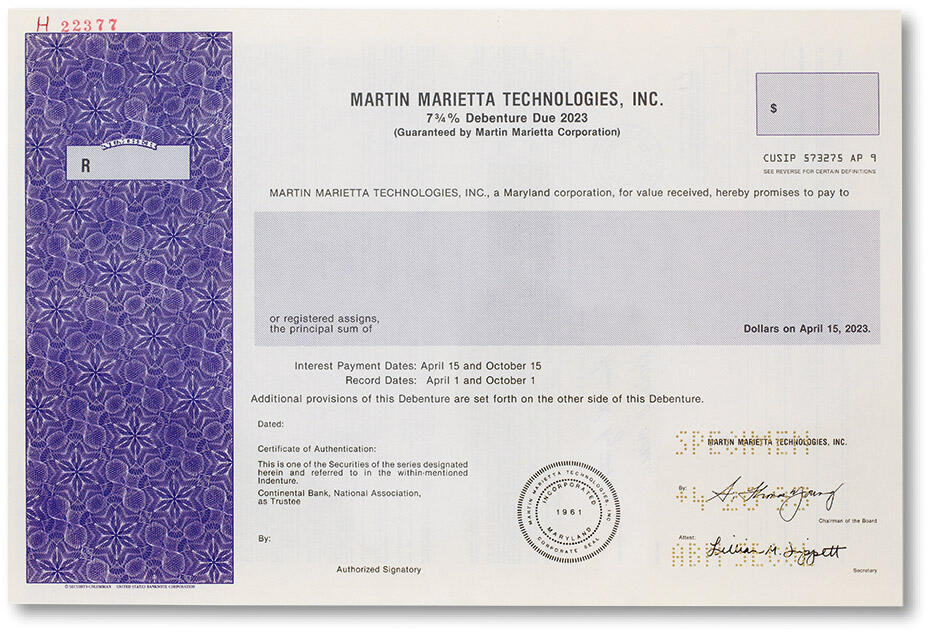 H 22377
NUMBER
R
MARTIN MARIETTA TECHNOLOGIES, INC.
7¾% Debenture Due 2023
(Guaranteed by Martin Marietta Corporation)
$
CUSIP 573275 AP 9
SEE REVERSE FOR CERTAIN DEFINITIONS
MARTIN MARIETTA TECHNOLOGIES, INC., a Maryland corporation, for value received, hereby promises to pay to
or registered assigns,
the principal sum of
Dollars on April 15, 2023.
Interest Payment Dates: April 15 and October 15
Record Dates: April 1 and October 1
Additional provisions of this Debenture are set forth on the other side of this Debenture.
Dated:
Certificate of Authentication:
This is one of the Securities of the series designated
herein and referred to in the within-mentioned
Indenture.
Continental Bank, National Association,
as Trustee
By:
Authorized Signatory
MARTIN MARIETTA TECHNOLOGIES, INC.
INCORPORATED
1961
MARYLAND
CORPORATE SEAL
SPECIMEN
MARTIN MARIETTA TECHNOLOGIES, INC.
By:
Chairman of the Board
Attest:
Lillian M. Lippett
Secretary
© SECURITY-COLUMBIAN UNITED STATES BANKNOTE CORPORATION